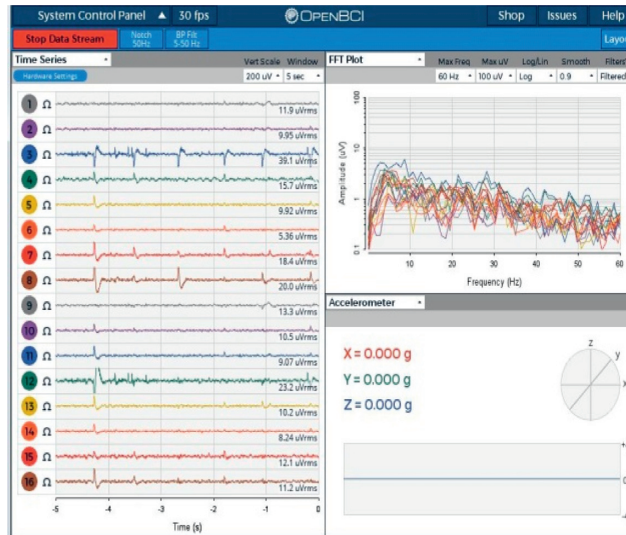 System Control Panel 30 fps OPENBCI Shop Issues Help
Stop Data Stream Notch 50Hz BP Filt 5-50 Hz Layou
Time Series Vert Scale Window
Hardware Settings 200 uV 5 sec
1 Ω 11.9 uVrms
2 Ω 9.95 uVrms
3 Ω 39.1 uVrms
4 Ω 15.7 uVrms
5 Ω 9.92 uVrms
6 Ω 5.36 uVrms
7 Ω 18.4 uVrms
8 Ω 20.0 uVrms
9 Ω 13.3 uVrms
10 Ω 10.5 uVrms
11 Ω 9.07 uVrms
12 Ω 23.2 uVrms
13 Ω 10.2 uVrms
14 Ω 8.24 uVrms
15 Ω 12.1 uVrms
16 Ω 11.2 uVrms
-5 -4 -3 -2 -1 0
Time (s)
FFT Plot Max Freq Max uV Log/Lin Smooth Filters
60 Hz 100 uV Log 0.9 Filtered
100
10
1
0.1
Amplitude (uV)
10 20 30 40 50 60
Frequency (Hz)
Accelerometer
X = 0.000 g
Y = 0.000 g
Z = 0.000 g
z
y
x
0